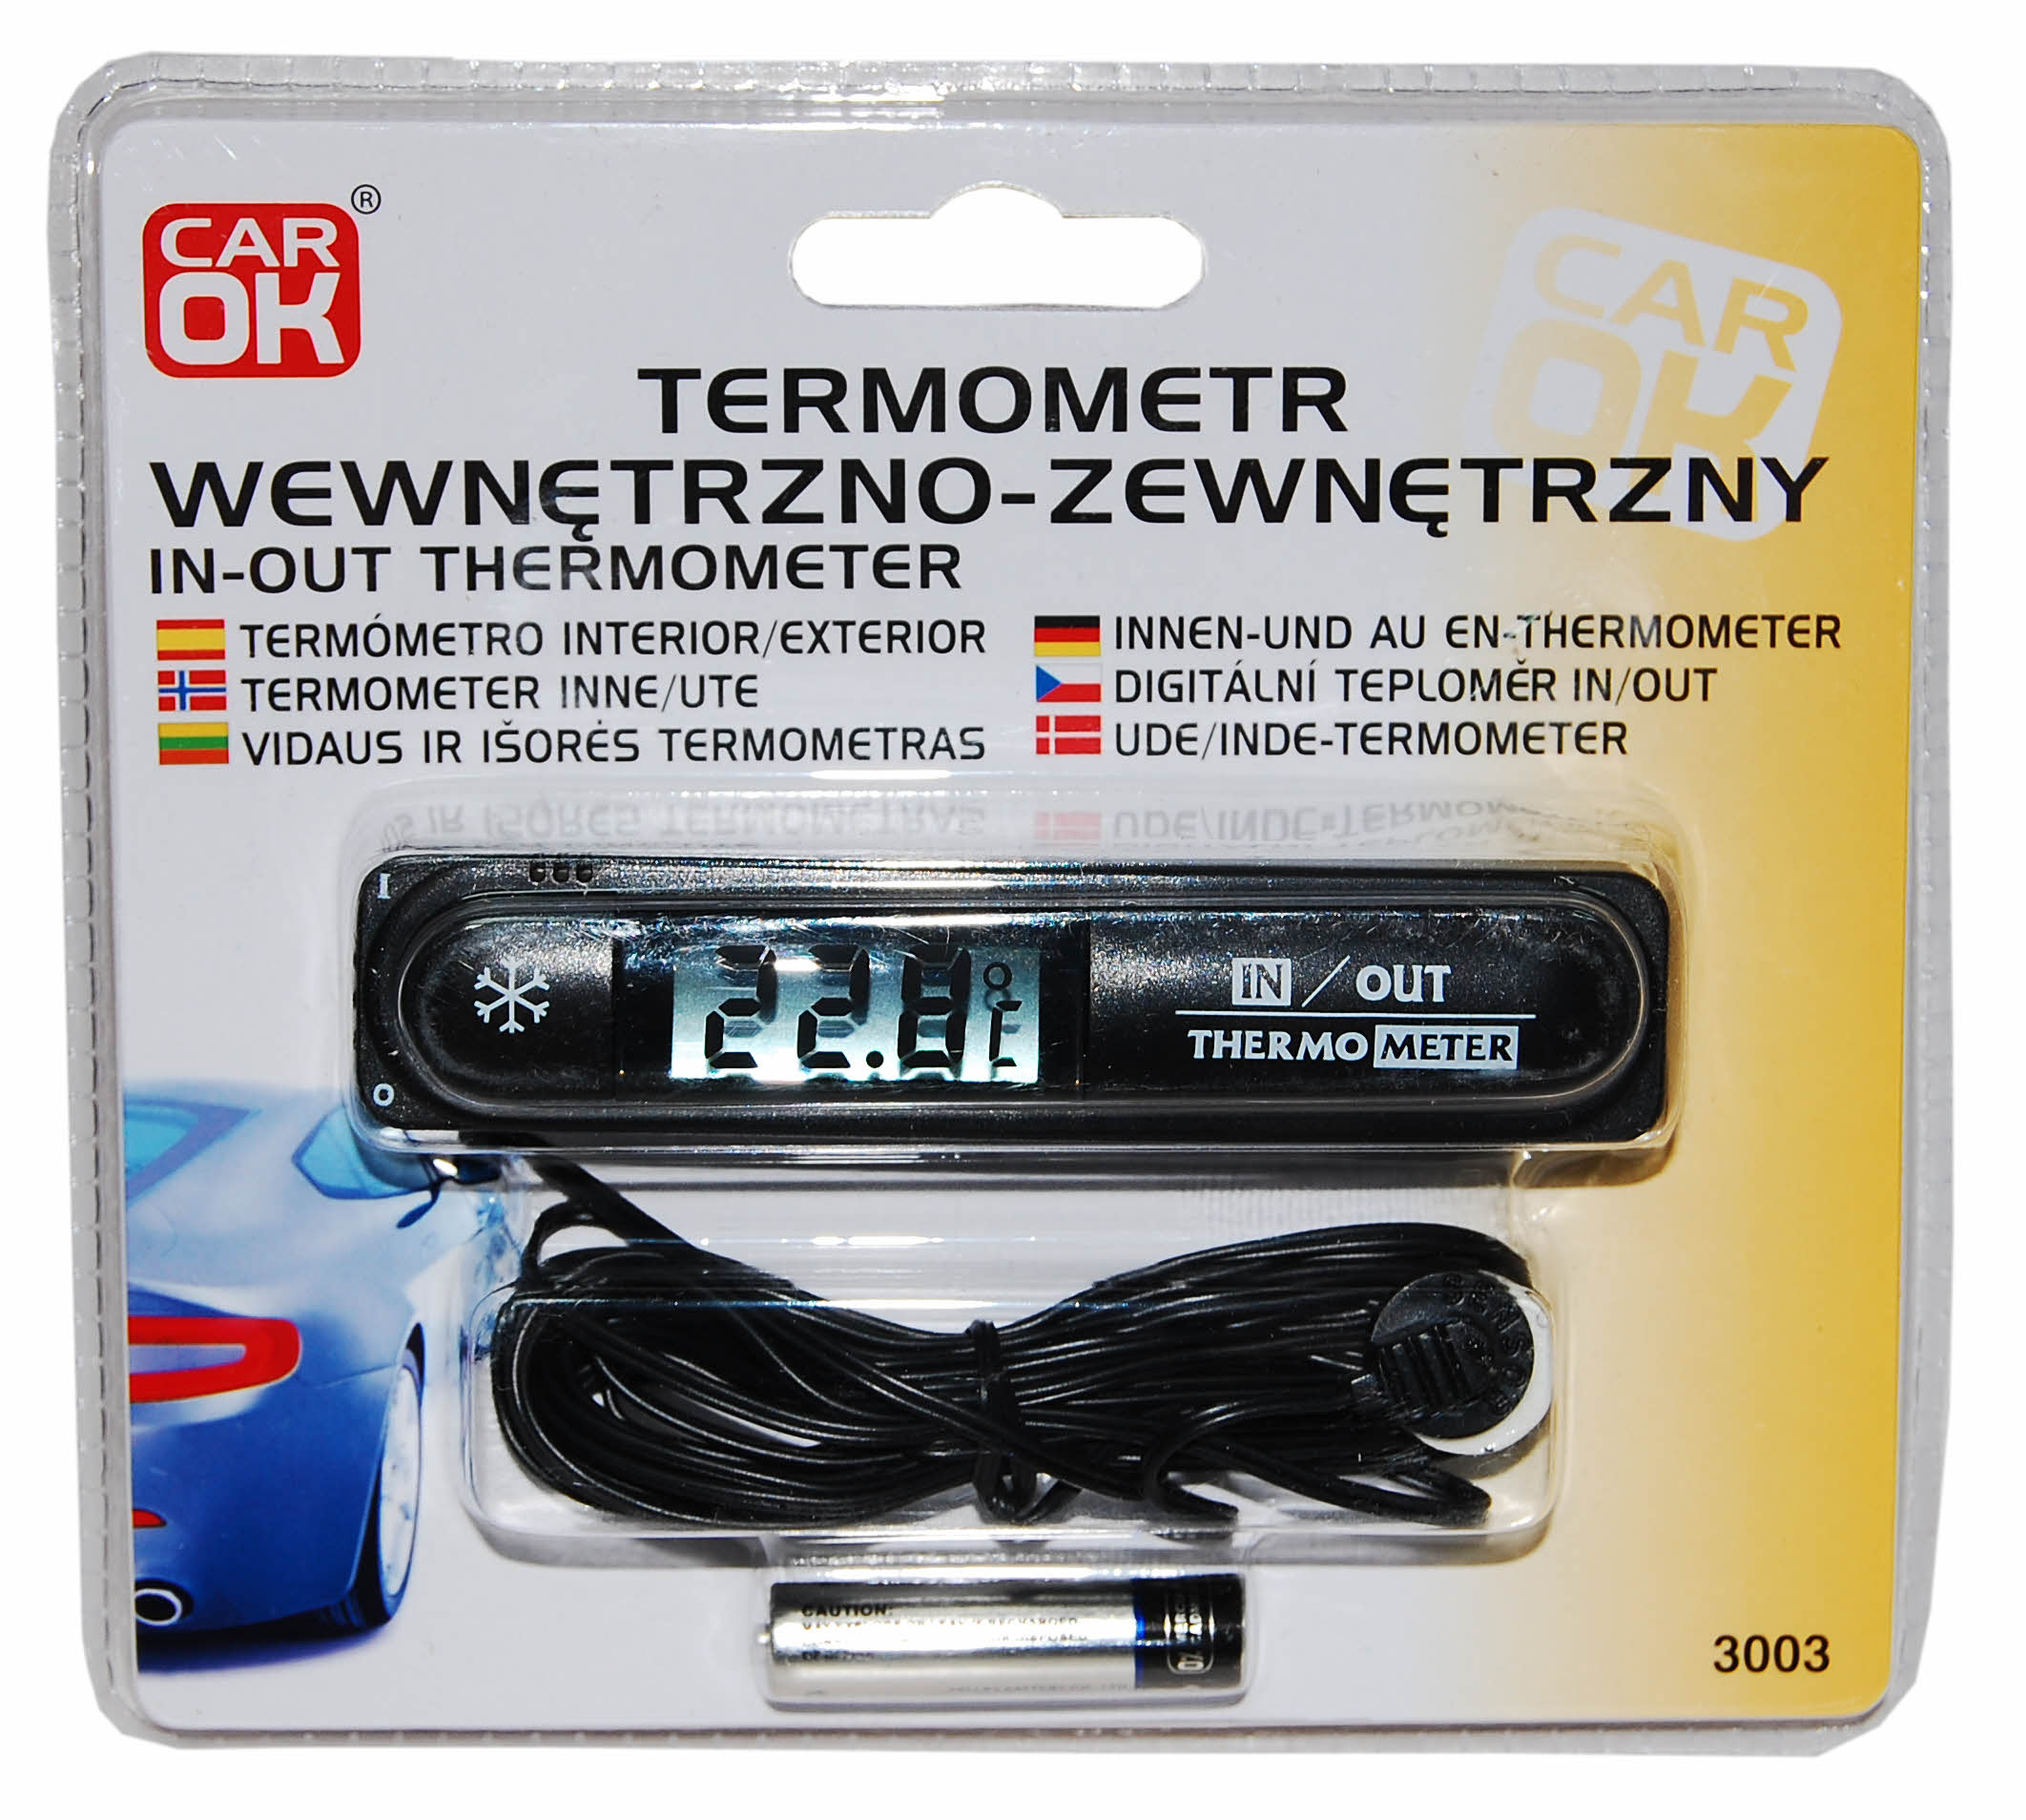 CAR
OK ®
CAR
OK
TERMOMETR
WEWNĘTRZNO-ZEWNĘTRZNY
IN-OUT THERMOMETER
TERMÓMETRO INTERIOR/EXTERIOR
TERMOMETER INNE/UTE
VIDAUS IR IŠORĖS TERMOMETRAS
INNEN-UND AU EN-THERMOMETER
DIGITÁLNÍ TEPLOMĚR IN/OUT
UDE/INDE-TERMOMETER
I
O
22.8°C
IN / OUT
THERMO METER
SENSOR
CAUTION:
3003